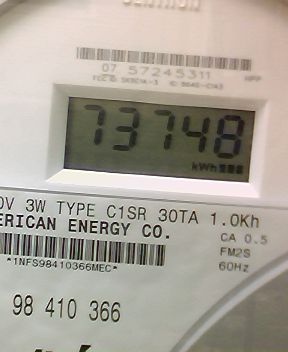 07 57245311
73748
kWh
0V 3W TYPE C1SR 30TA 1.0Kh
ERICAN ENERGY CO.
CA 0.5
FM2S
*1NFS98410366MEC*
60Hz
98 410 366